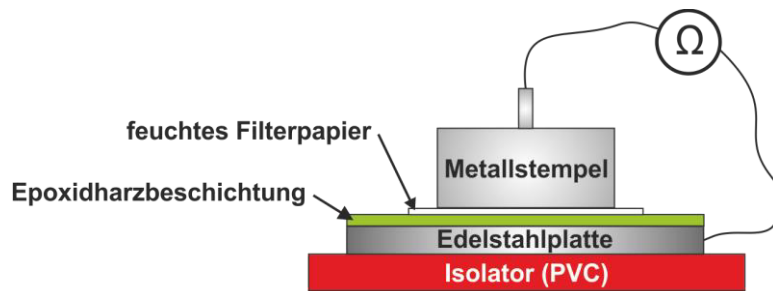 Ω
feuchtes Filterpapier
Metallstempel
Epoxidharzbeschichtung
Edelstahlplatte
Isolator (PVC)